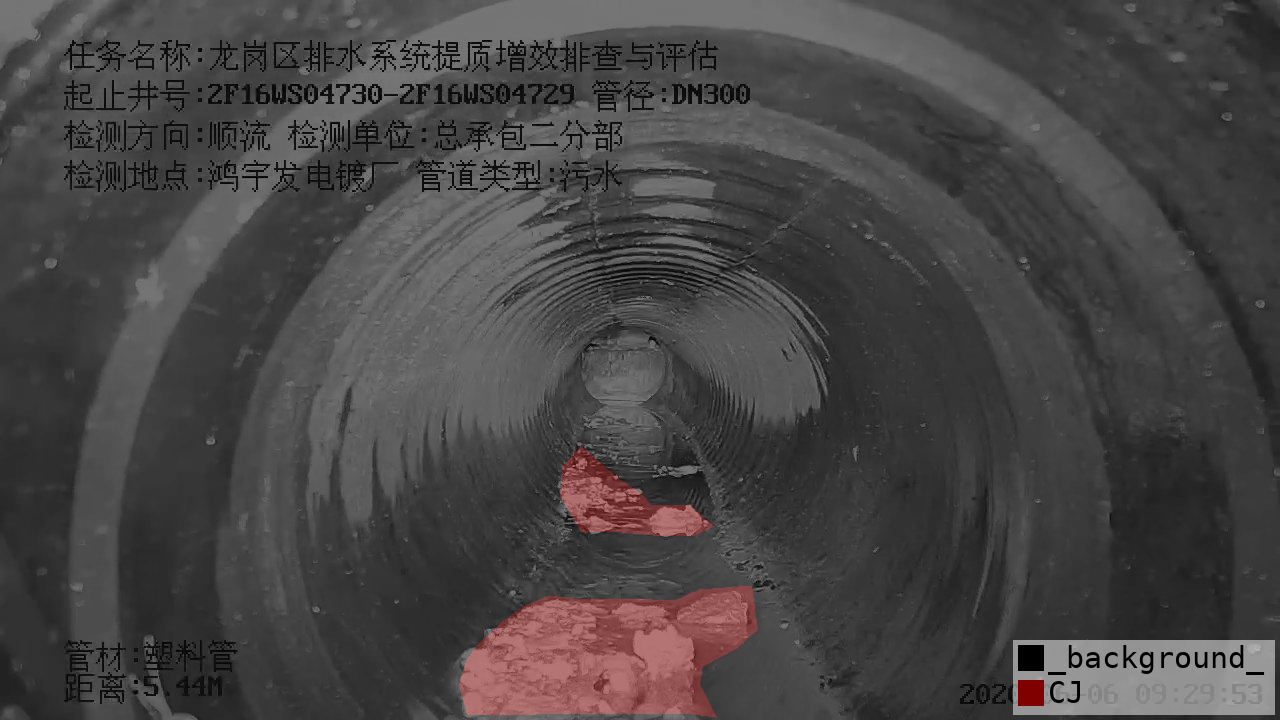 任务名称:龙岗区排水系统提质增效排查与评估
起止井号:2F16WS04730-2F16WS04729 管径:DN300
检测方向:顺流 检测单位:总承包二分部
检测地点:鸿宇发电镀厂 管道类型:污水
管材:塑料管
距离:5.44M
_background_
CJ
06 09:29:53